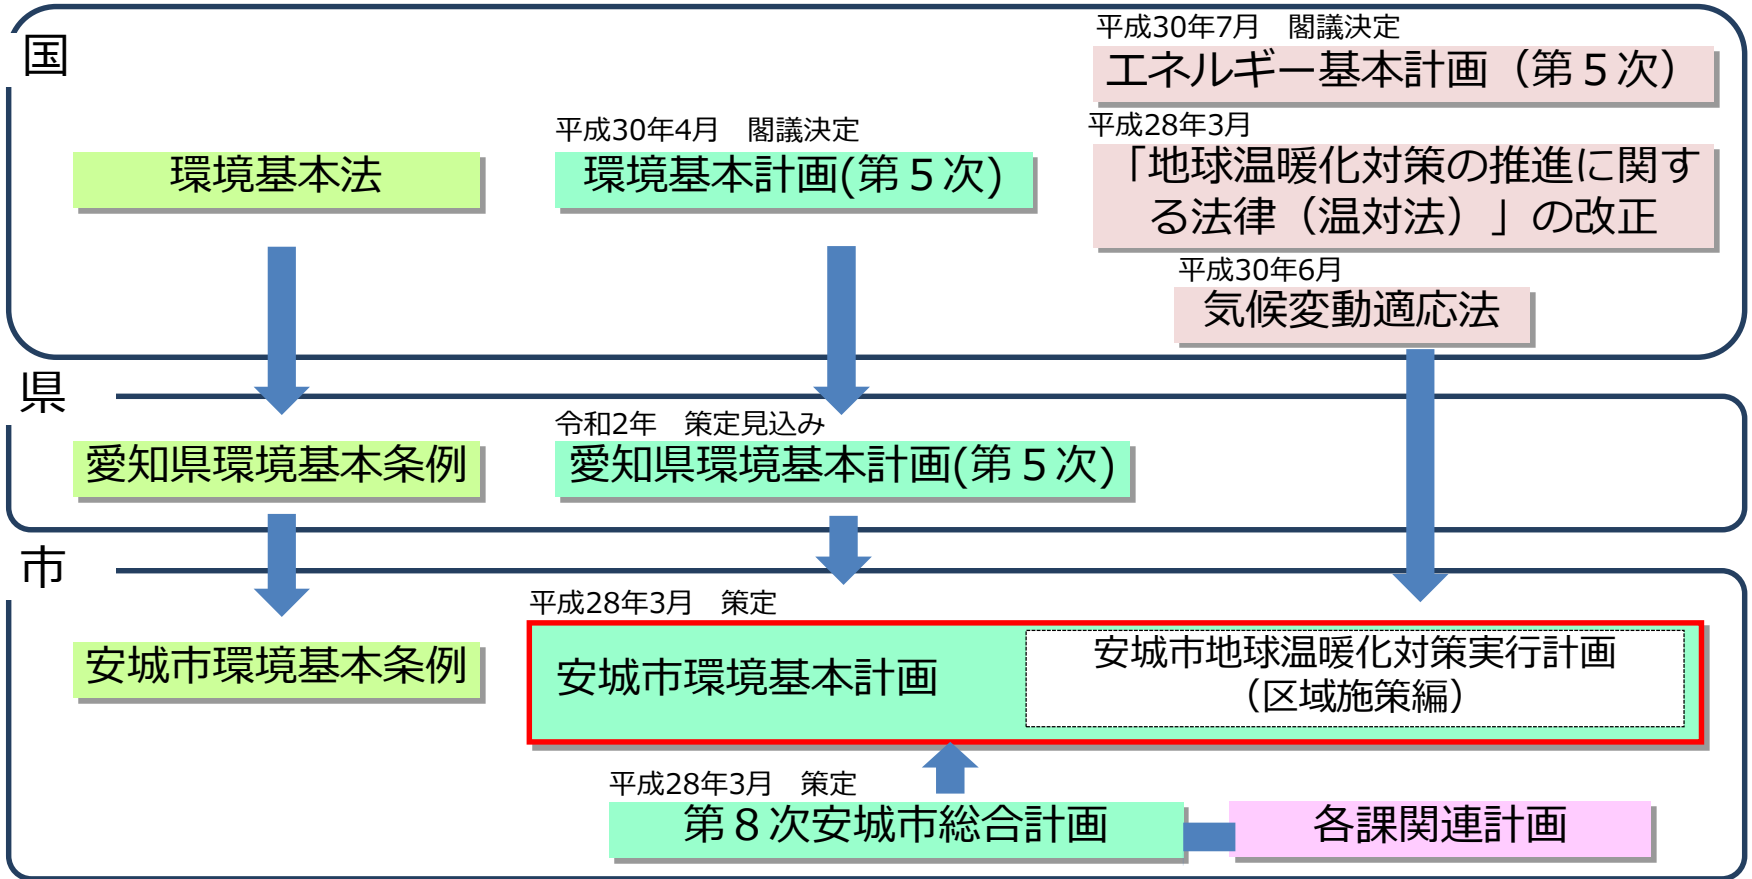 国
平成30年7月　閣議決定
エネルギー基本計画（第５次）
平成30年4月　閣議決定
環境基本法
環境基本計画(第５次)
平成28年3月
「地球温暖化対策の推進に関す
る法律（温対法）」の改正
平成30年6月
気候変動適応法
県
令和2年　策定見込み
愛知県環境基本条例
愛知県環境基本計画(第５次)
市
平成28年3月　策定
安城市環境基本条例
安城市環境基本計画
安城市地球温暖化対策実行計画
（区域施策編）
平成28年3月　策定
第８次安城市総合計画
各課関連計画